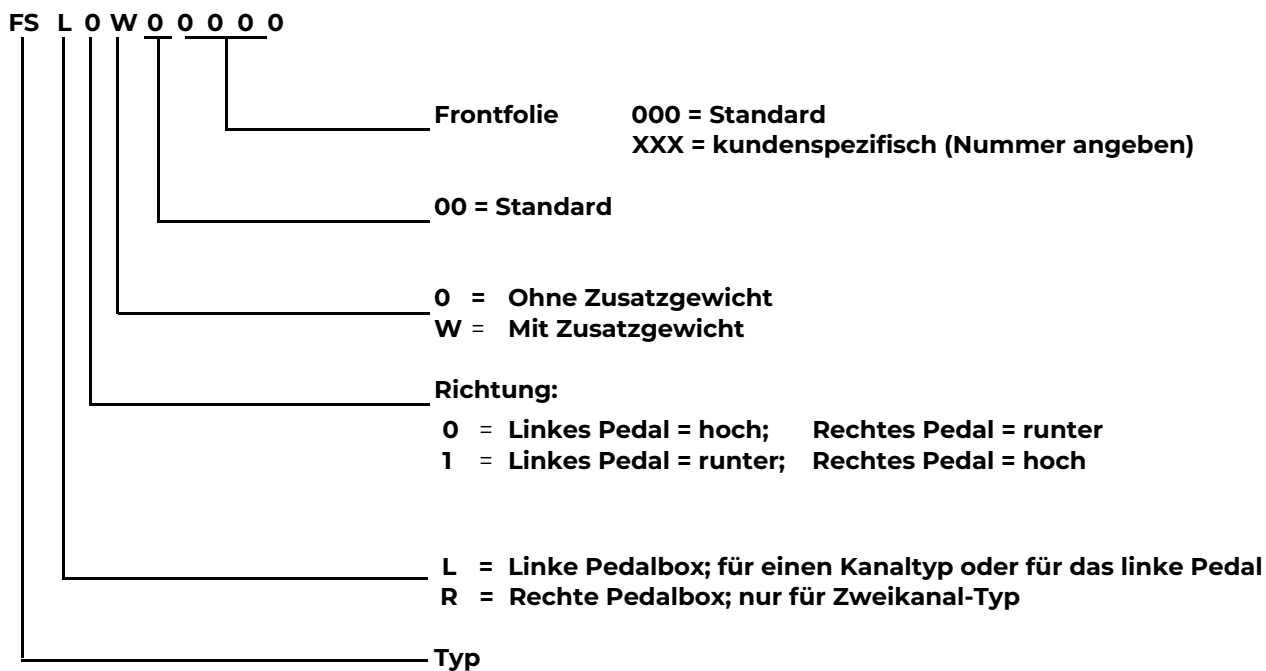 FS L 0 W 0 0 0 0 0
Frontfolie 000 = Standard
XXX = kundenspezifisch (Nummer angeben)
00 = Standard
0 = Ohne Zusatzgewicht
W = Mit Zusatzgewicht
Richtung:
0 = Linkes Pedal = hoch; Rechtes Pedal = runter
1 = Linkes Pedal = runter; Rechtes Pedal = hoch
L = Linke Pedalbox; für einen Kanaltyp oder für das linke Pedal
R = Rechte Pedalbox; nur für Zweikanal-Typ
Typ